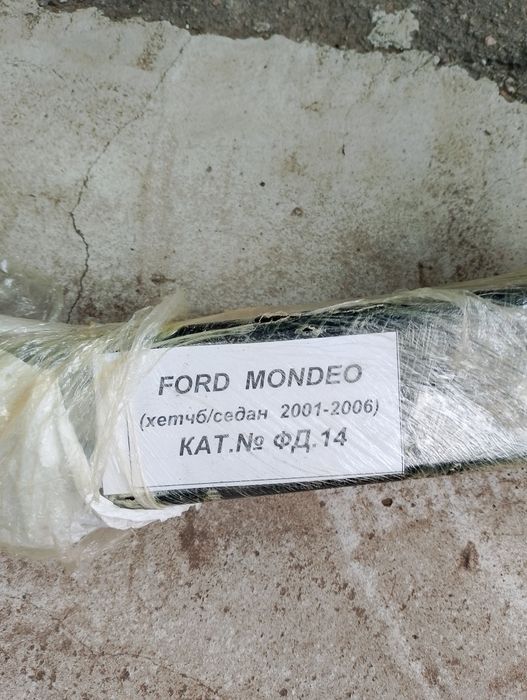 FORD MONDEO
(хетчб/седан 2001-2006)
КАТ.№ ФД.14